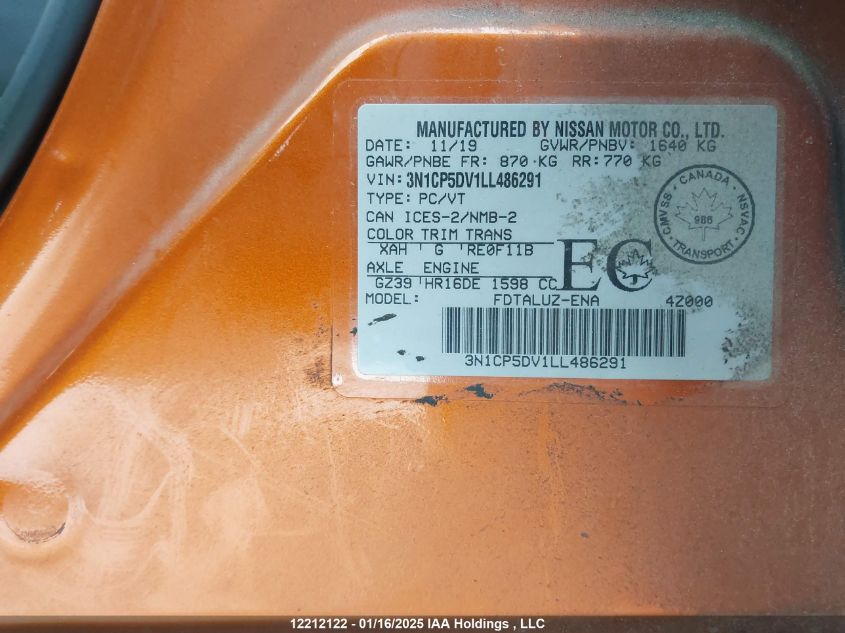 MANUFACTURED BY NISSAN MOTOR CO., LTD.
DATE: 11/19 GVWR/PNBV: 1640 KG
GAWR/PNBE FR: 870 KG RR: 770 KG
VIN: 3N1CP5DV1LL486291
TYPE: PC/VT
CAN ICES-2/NMB-2
COLOR TRIM TRANS
XAH ' G 'RE0F11B
AXLE ENGINE
GZ39 'HR16DE 1598 CC
EC
MODEL: FDTALUZ-ENA 4Z000
3N1CP5DV1LL486291
CANADA
CMVSS
986
NSVAC
TRANSPORT
12212122 - 01/16/2025 IAA Holdings , LLC